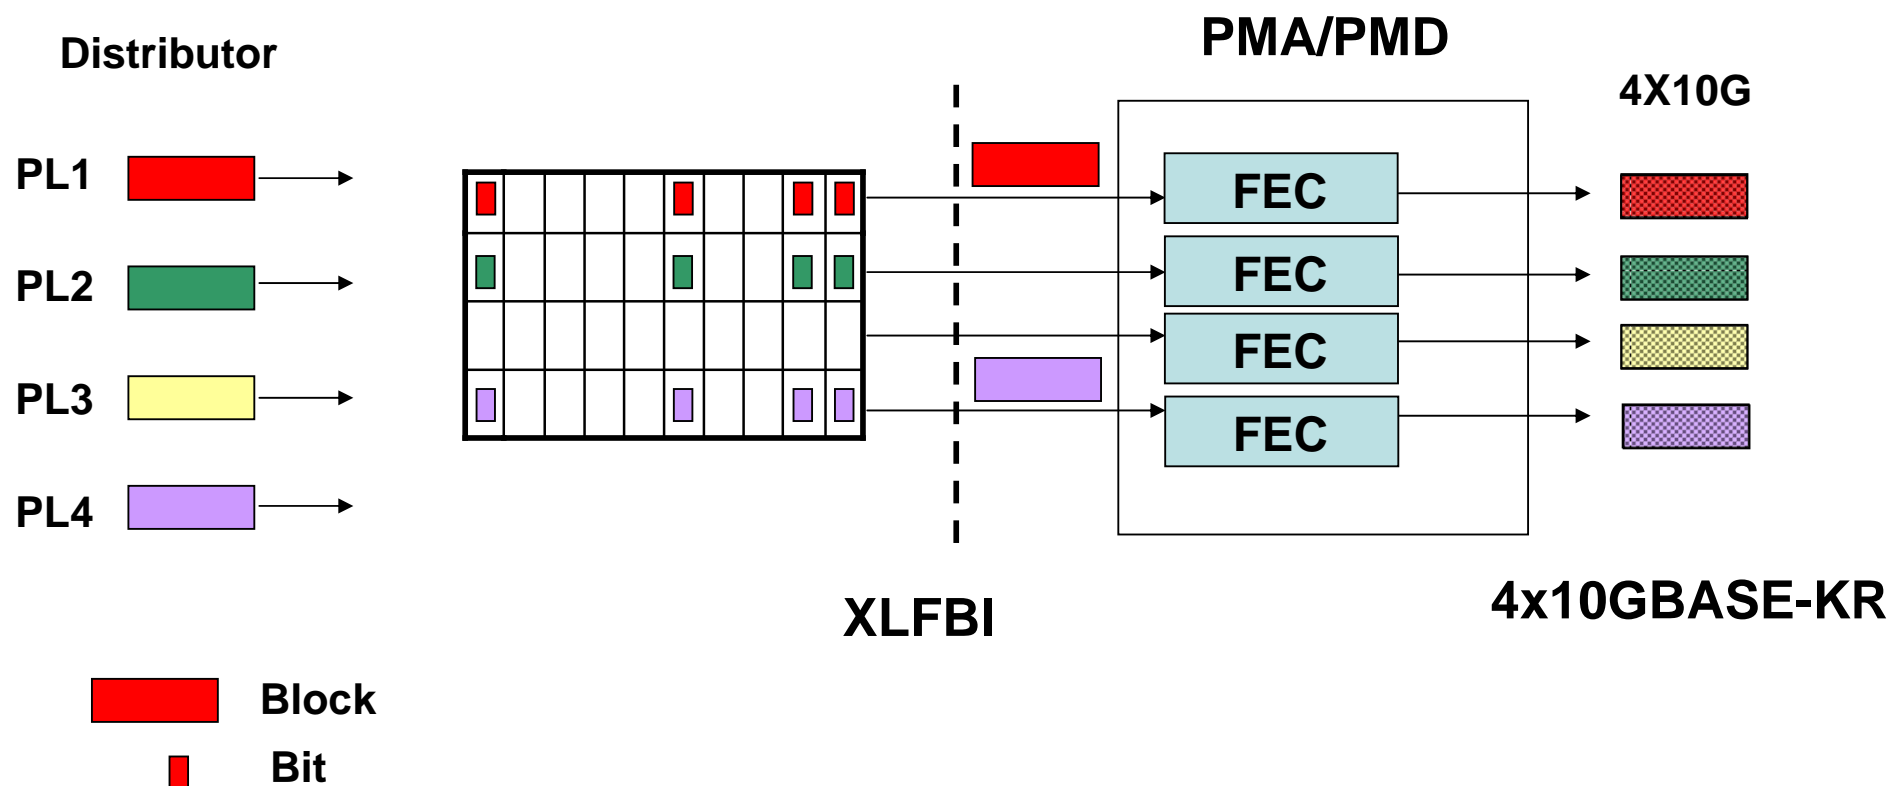 PMA/PMD
Distributor
4X10G
PL1
FEC
PL2
FEC
PL3
FEC
PL4
FEC
XLFBI
4x10GBASE-KR
Block
Bit